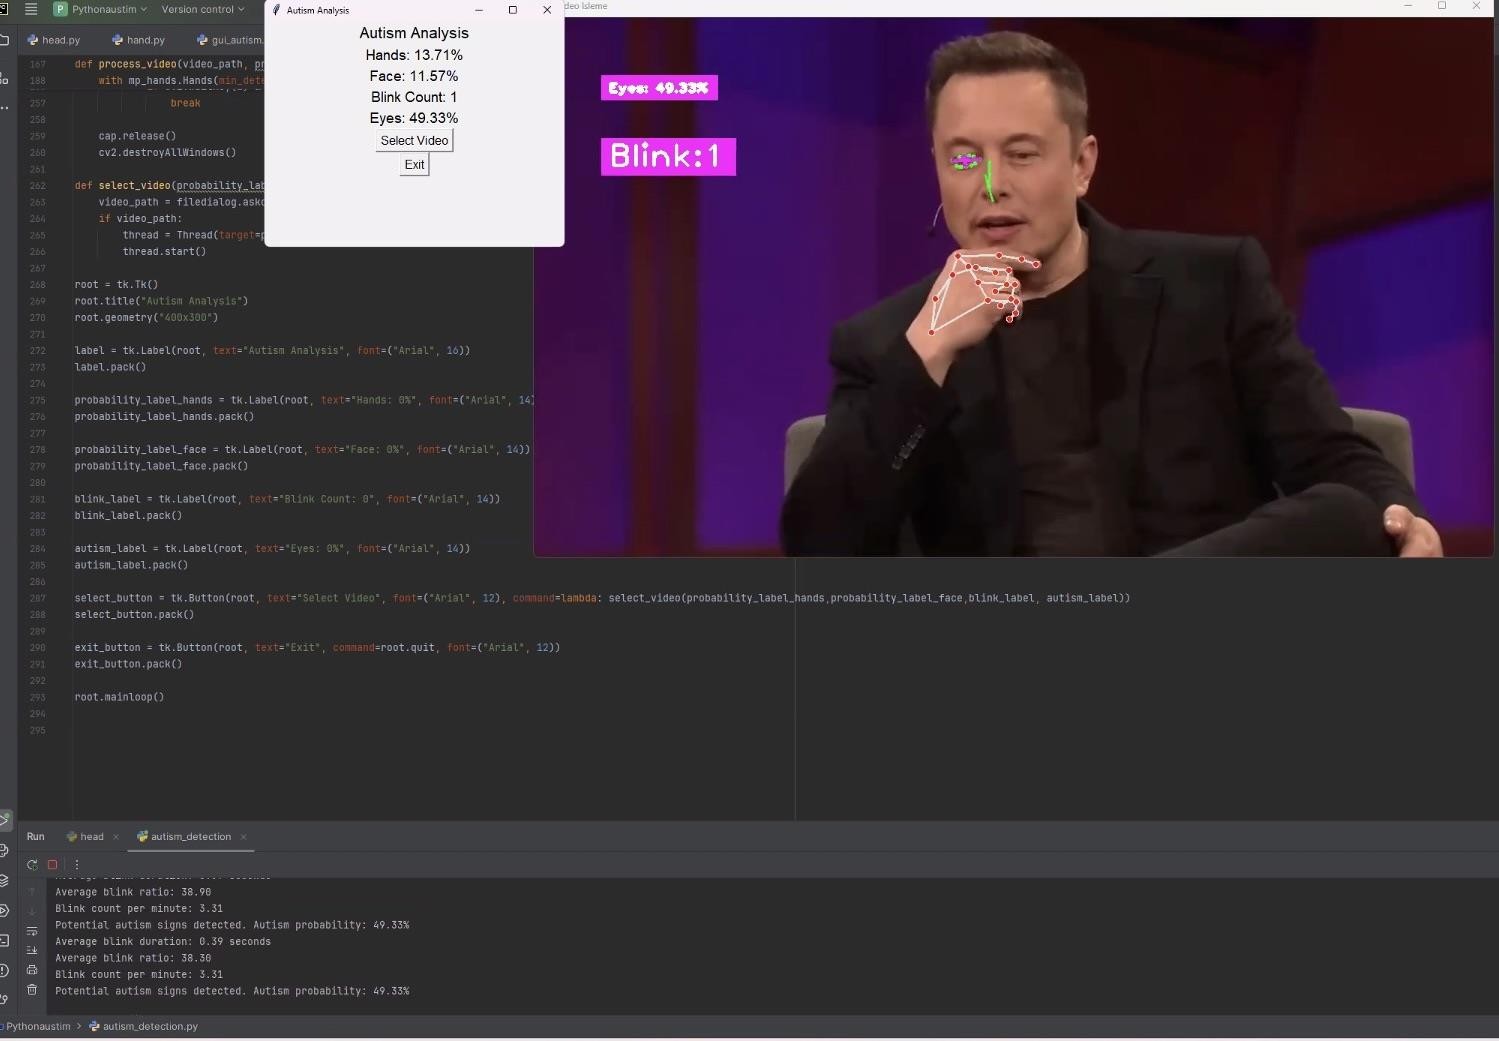 Pythonaustim
Version control
head.py
hand.py
gui_autism.
167 def process_video(video_path,
188 with mp_hands.Hands(min_dete
257 break
258
259 cap.release()
260 cv2.destroyAllWindows()
261
262 def select_video(probability_lab
263 video_path = filedialog.askc
264 if video_path:
265 thread = Thread(target=p
266 thread.start()
267
268 root = tk.Tk()
269 root.title("Autism Analysis")
270 root.geometry("400x300")
271
272 label = tk.Label(root, text="Autism Analysis", font=("Arial", 16))
273 label.pack()
274
275 probability_label_hands = tk.Label(root, text="Hands: 0%", font=("Arial", 14)
276 probability_label_hands.pack()
277
278 probability_label_face = tk.Label(root, text="Face: 0%", font=("Arial", 14))
279 probability_label_face.pack()
280
281 blink_label = tk.Label(root, text="Blink Count: 0", font=("Arial", 14))
282 blink_label.pack()
283
284 autism_label = tk.Label(root, text="Eyes: 0%", font=("Arial", 14))
285 autism_label.pack()
286
287 select_button = tk.Button(root, text="Select Video", font=("Arial", 12), command=lambda: select_video(probability_label_hands,probability_label_face,blink_label, autism_label))
288 select_button.pack()
289
290 exit_button = tk.Button(root, text="Exit", command=root.quit, font=("Arial", 12))
291 exit_button.pack()
292
293 root.mainloop()
294
295
Autism Analysis
Autism Analysis
Hands: 13.71%
Face: 11.57%
Blink Count: 1
Eyes: 49.33%
Select Video
Exit
deo Isleme
Eyes: 49.33%
Blink:1
Run
head
autism_detection
Average blink ratio: 38.90
Blink count per minute: 3.31
Potential autism signs detected. Autism probability: 49.33%
Average blink duration: 0.39 seconds
Average blink ratio: 38.30
Blink count per minute: 3.31
Potential autism signs detected. Autism probability: 49.33%
Pythonaustim > autism_detection.py